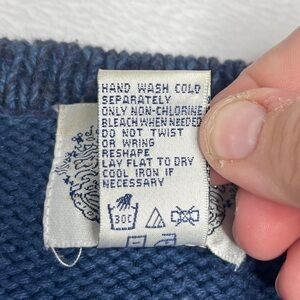 HAND WASH COLD
SEPARATELY
ONLY NON-CHLORINE
BLEACH WHEN NEEDED
DO NOT TWIST
OR WRING
RESHAPE
LAY FLAT TO DRY
COOL IRON IF
NECESSARY
30C